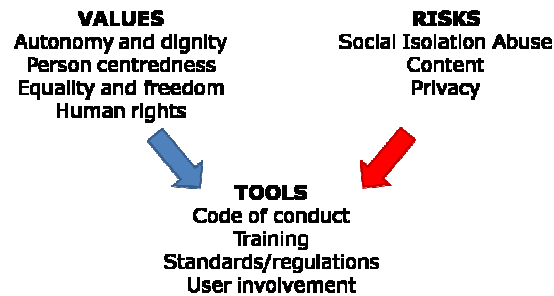 VALUES
Autonomy and dignity
Person centredness
Equality and freedom
Human rights
RISKS
Social Isolation Abuse
Content
Privacy
TOOLS
Code of conduct
Training
Standards/regulations
User involvement